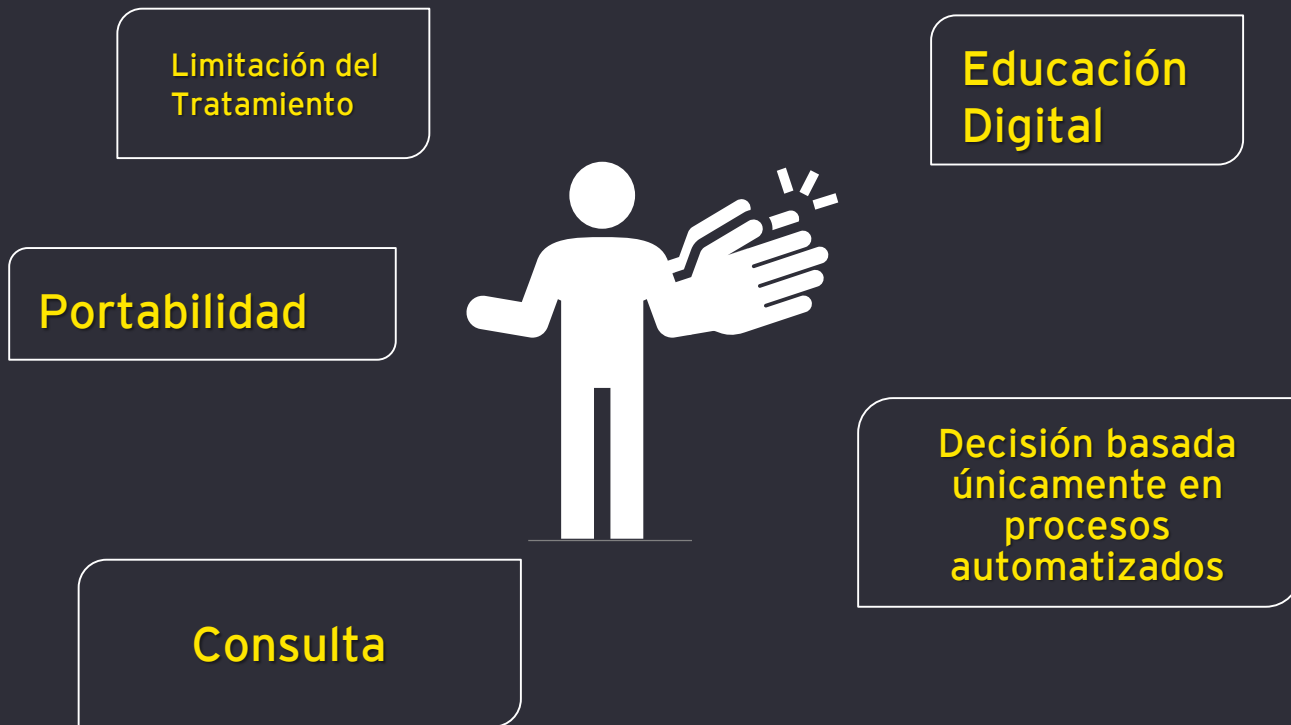 Limitación del
Tratamiento
Educación
Digital
Portabilidad
Decisión basada
únicamente en
procesos
automatizados
Consulta